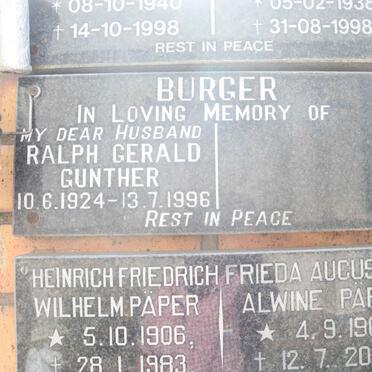 * 08-10-1940 * 05-02-1938
† 14-10-1998 † 31-08-1998
REST IN PEACE
BURGER
IN LOVING MEMORY OF
MY DEAR HUSBAND
RALPH GERALD
GUNTHER
10.6.1924-13.7.1996
REST IN PEACE
HEINRICH FRIEDRICH FRIEDA AUGUS
WILHELM PÄPER ALWINE PÄ
★ 5.10.1906, ★ 4.9.19
† 28.1.1983. † 12.7.20